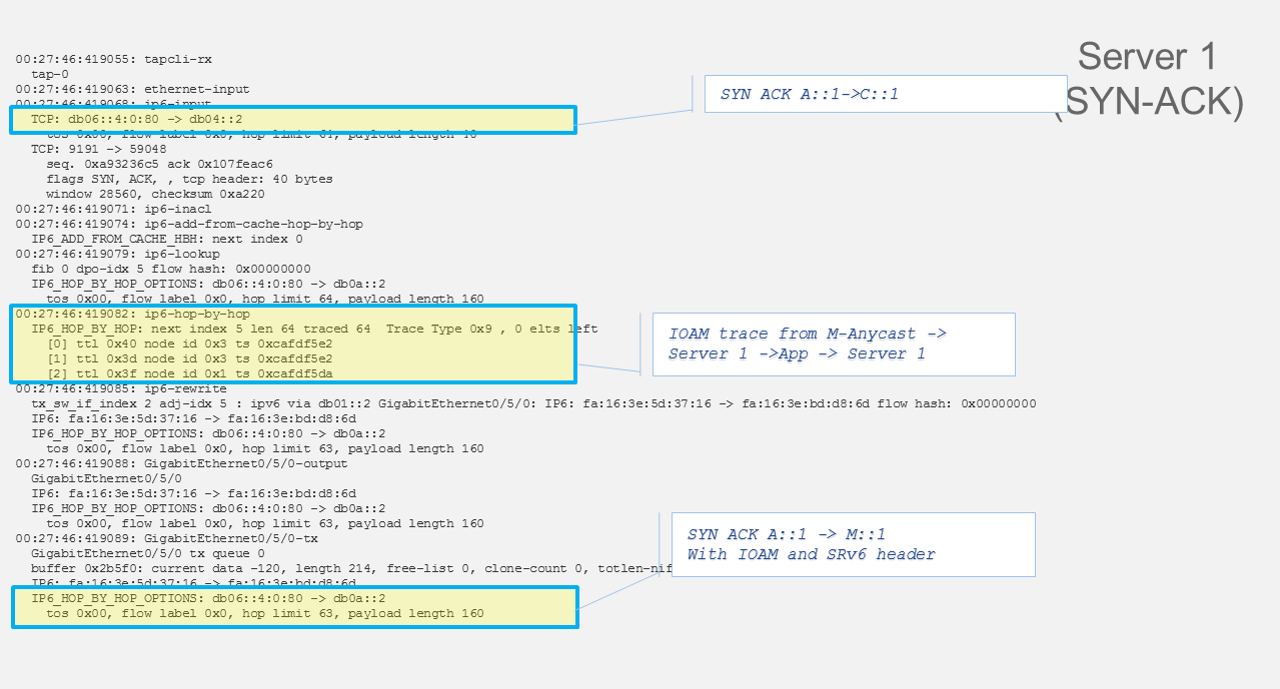 Server 1
(SYN-ACK)
00:27:46:419055: tapcli-rx
tap-0
00:27:46:419063: ethernet-input
00:27:46:419068: ip6-input
TCP: db06::4:0:80 -> db04::2
tos 0x00, flow label 0x0, hop limit 64, payload length 40
TCP: 9191 -> 59048
seq. 0xa93236c5 ack 0x107feac6
flags SYN, ACK, , tcp header: 40 bytes
window 28560, checksum 0xa220
00:27:46:419071: ip6-inacl
00:27:46:419074: ip6-add-from-cache-hop-by-hop
IP6_ADD_FROM_CACHE_HBH: next index 0
00:27:46:419079: ip6-lookup
fib 0 dpo-idx 5 flow hash: 0x00000000
IP6_HOP_BY_HOP_OPTIONS: db06::4:0:80 -> db0a::2
tos 0x00, flow label 0x0, hop limit 64, payload length 160
00:27:46:419082: ip6-hop-by-hop
IP6_HOP_BY_HOP: next index 5 len 64 traced 64  Trace Type 0x9 , 0 elts left
[0] ttl 0x40 node id 0x3 ts 0xcafdf5e2
[1] ttl 0x3d node id 0x3 ts 0xcafdf5e2
[2] ttl 0x3f node id 0x1 ts 0xcafdf5da
00:27:46:419085: ip6-rewrite
tx_sw_if_index 2 adj-idx 5 : ipv6 via db01::2 GigabitEthernet0/5/0: IP6: fa:16:3e:5d:37:16 -> fa:16:3e:bd:d8:6d flow hash: 0x00000000
IP6: fa:16:3e:5d:37:16 -> fa:16:3e:bd:d8:6d
IP6_HOP_BY_HOP_OPTIONS: db06::4:0:80 -> db0a::2
tos 0x00, flow label 0x0, hop limit 63, payload length 160
00:27:46:419088: GigabitEthernet0/5/0-output
GigabitEthernet0/5/0
IP6: fa:16:3e:5d:37:16 -> fa:16:3e:bd:d8:6d
IP6_HOP_BY_HOP_OPTIONS: db06::4:0:80 -> db0a::2
tos 0x00, flow label 0x0, hop limit 63, payload length 160
00:27:46:419089: GigabitEthernet0/5/0-tx
GigabitEthernet0/5/0 tx queue 0
buffer 0x2b5f0: current data -120, length 214, free-list 0, clone-count 0, totlen-nif
IP6: fa:16:3e:5d:37:16 -> fa:16:3e:bd:d8:6d
IP6_HOP_BY_HOP_OPTIONS: db06::4:0:80 -> db0a::2
tos 0x00, flow label 0x0, hop limit 63, payload length 160
SYN ACK A::1->C::1
IOAM trace from M-Anycast ->
Server 1 ->App -> Server 1
SYN ACK A::1 -> M::1
With IOAM and SRv6 header